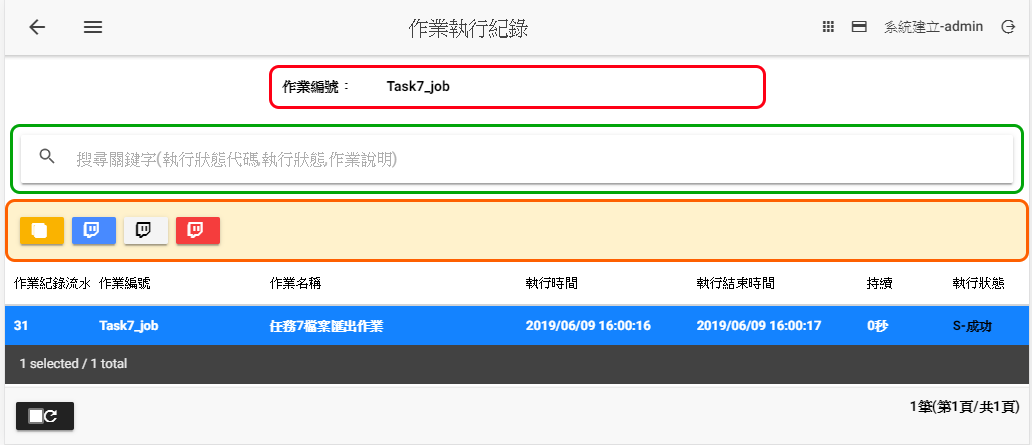 作業執行紀錄
系統建立-admin
作業編號： Task7_job
搜尋關鍵字(執行狀態代碼,執行狀態,作業說明)
作業紀錄流水 作業編號 作業名稱 執行時間 執行結束時間 持續 執行狀態
31 Task7_job 任務7檔案匯出作業 2019/06/09 16:00:16 2019/06/09 16:00:17 0秒 S-成功
1 selected / 1 total
1筆(第1頁/共1頁)